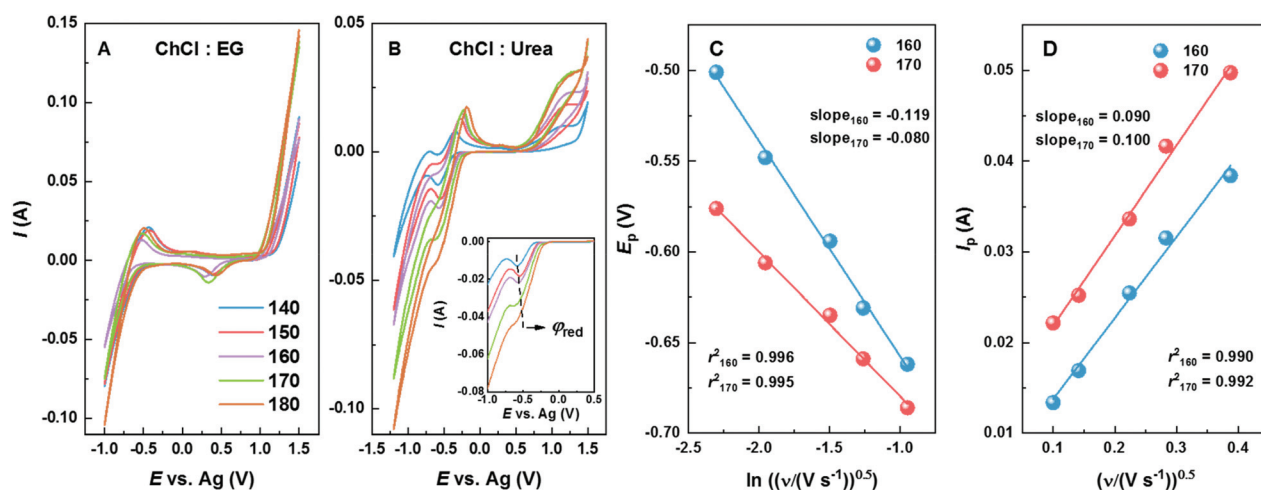 A ChCl : EG
0.15
0.10
0.05
0.00
-0.05
-0.10
I (A)
140
150
160
170
180
-1.0 -0.5 0.0 0.5 1.0 1.5
E vs. Ag (V)
B ChCl : Urea
0.05
0.00
-0.05
-0.10
0.00
-0.02
-0.04
-0.06
-0.08
I (A)
φred
-1.0 -0.5 0.0 0.5
E vs. Ag (V)
-1.0 -0.5 0.0 0.5 1.0 1.5
E vs. Ag (V)
C
160
170
-0.50
-0.55
-0.60
-0.65
-0.70
Ep (V)
slope160 = -0.119
slope170 = -0.080
r²160 = 0.996
r²170 = 0.995
-2.5 -2.0 -1.5 -1.0
ln ((ν/(V s⁻¹))⁰·⁵)
D
160
170
0.05
0.04
0.03
0.02
0.01
Ip (A)
slope160 = 0.090
slope170 = 0.100
r²160 = 0.990
r²170 = 0.992
0.1 0.2 0.3 0.4
(ν/(V s⁻¹))⁰·⁵